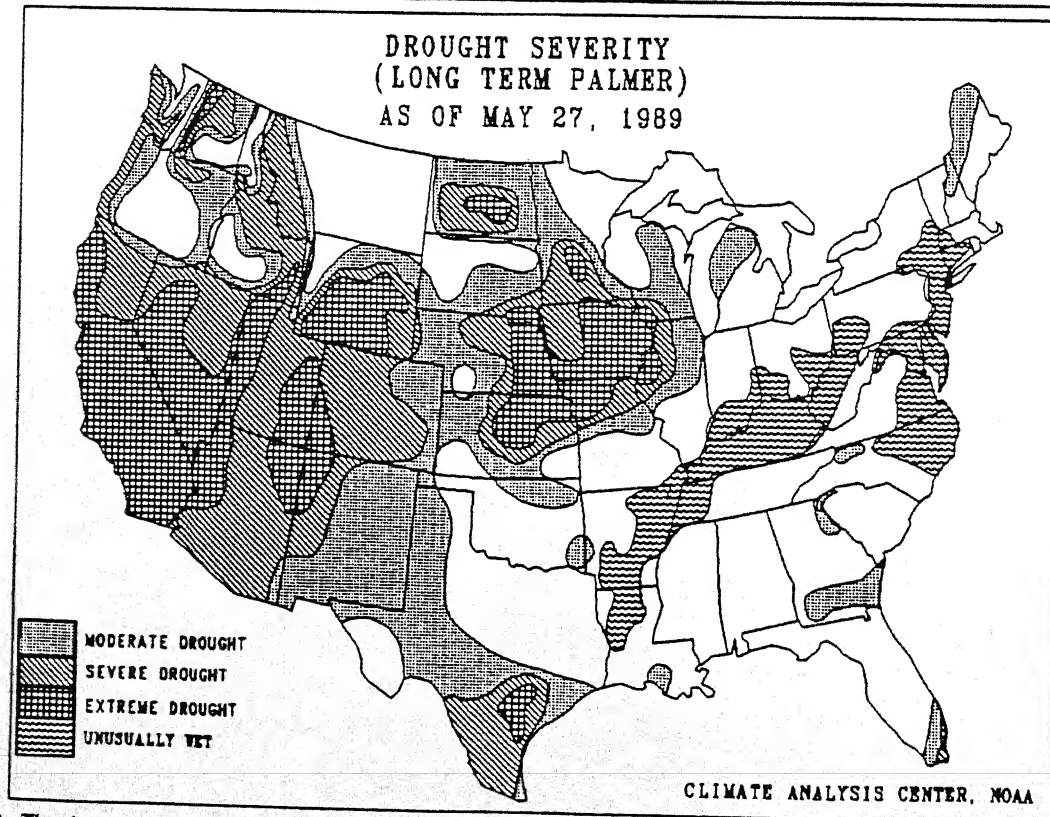 DROUGHT SEVERITY
(LONG TERM PALMER)
AS OF MAY 27, 1989
MODERATE DROUGHT
SEVERE DROUGHT
EXTREME DROUGHT
UNUSUALLY WET
CLIMATE ANALYSIS CENTER, NOAA